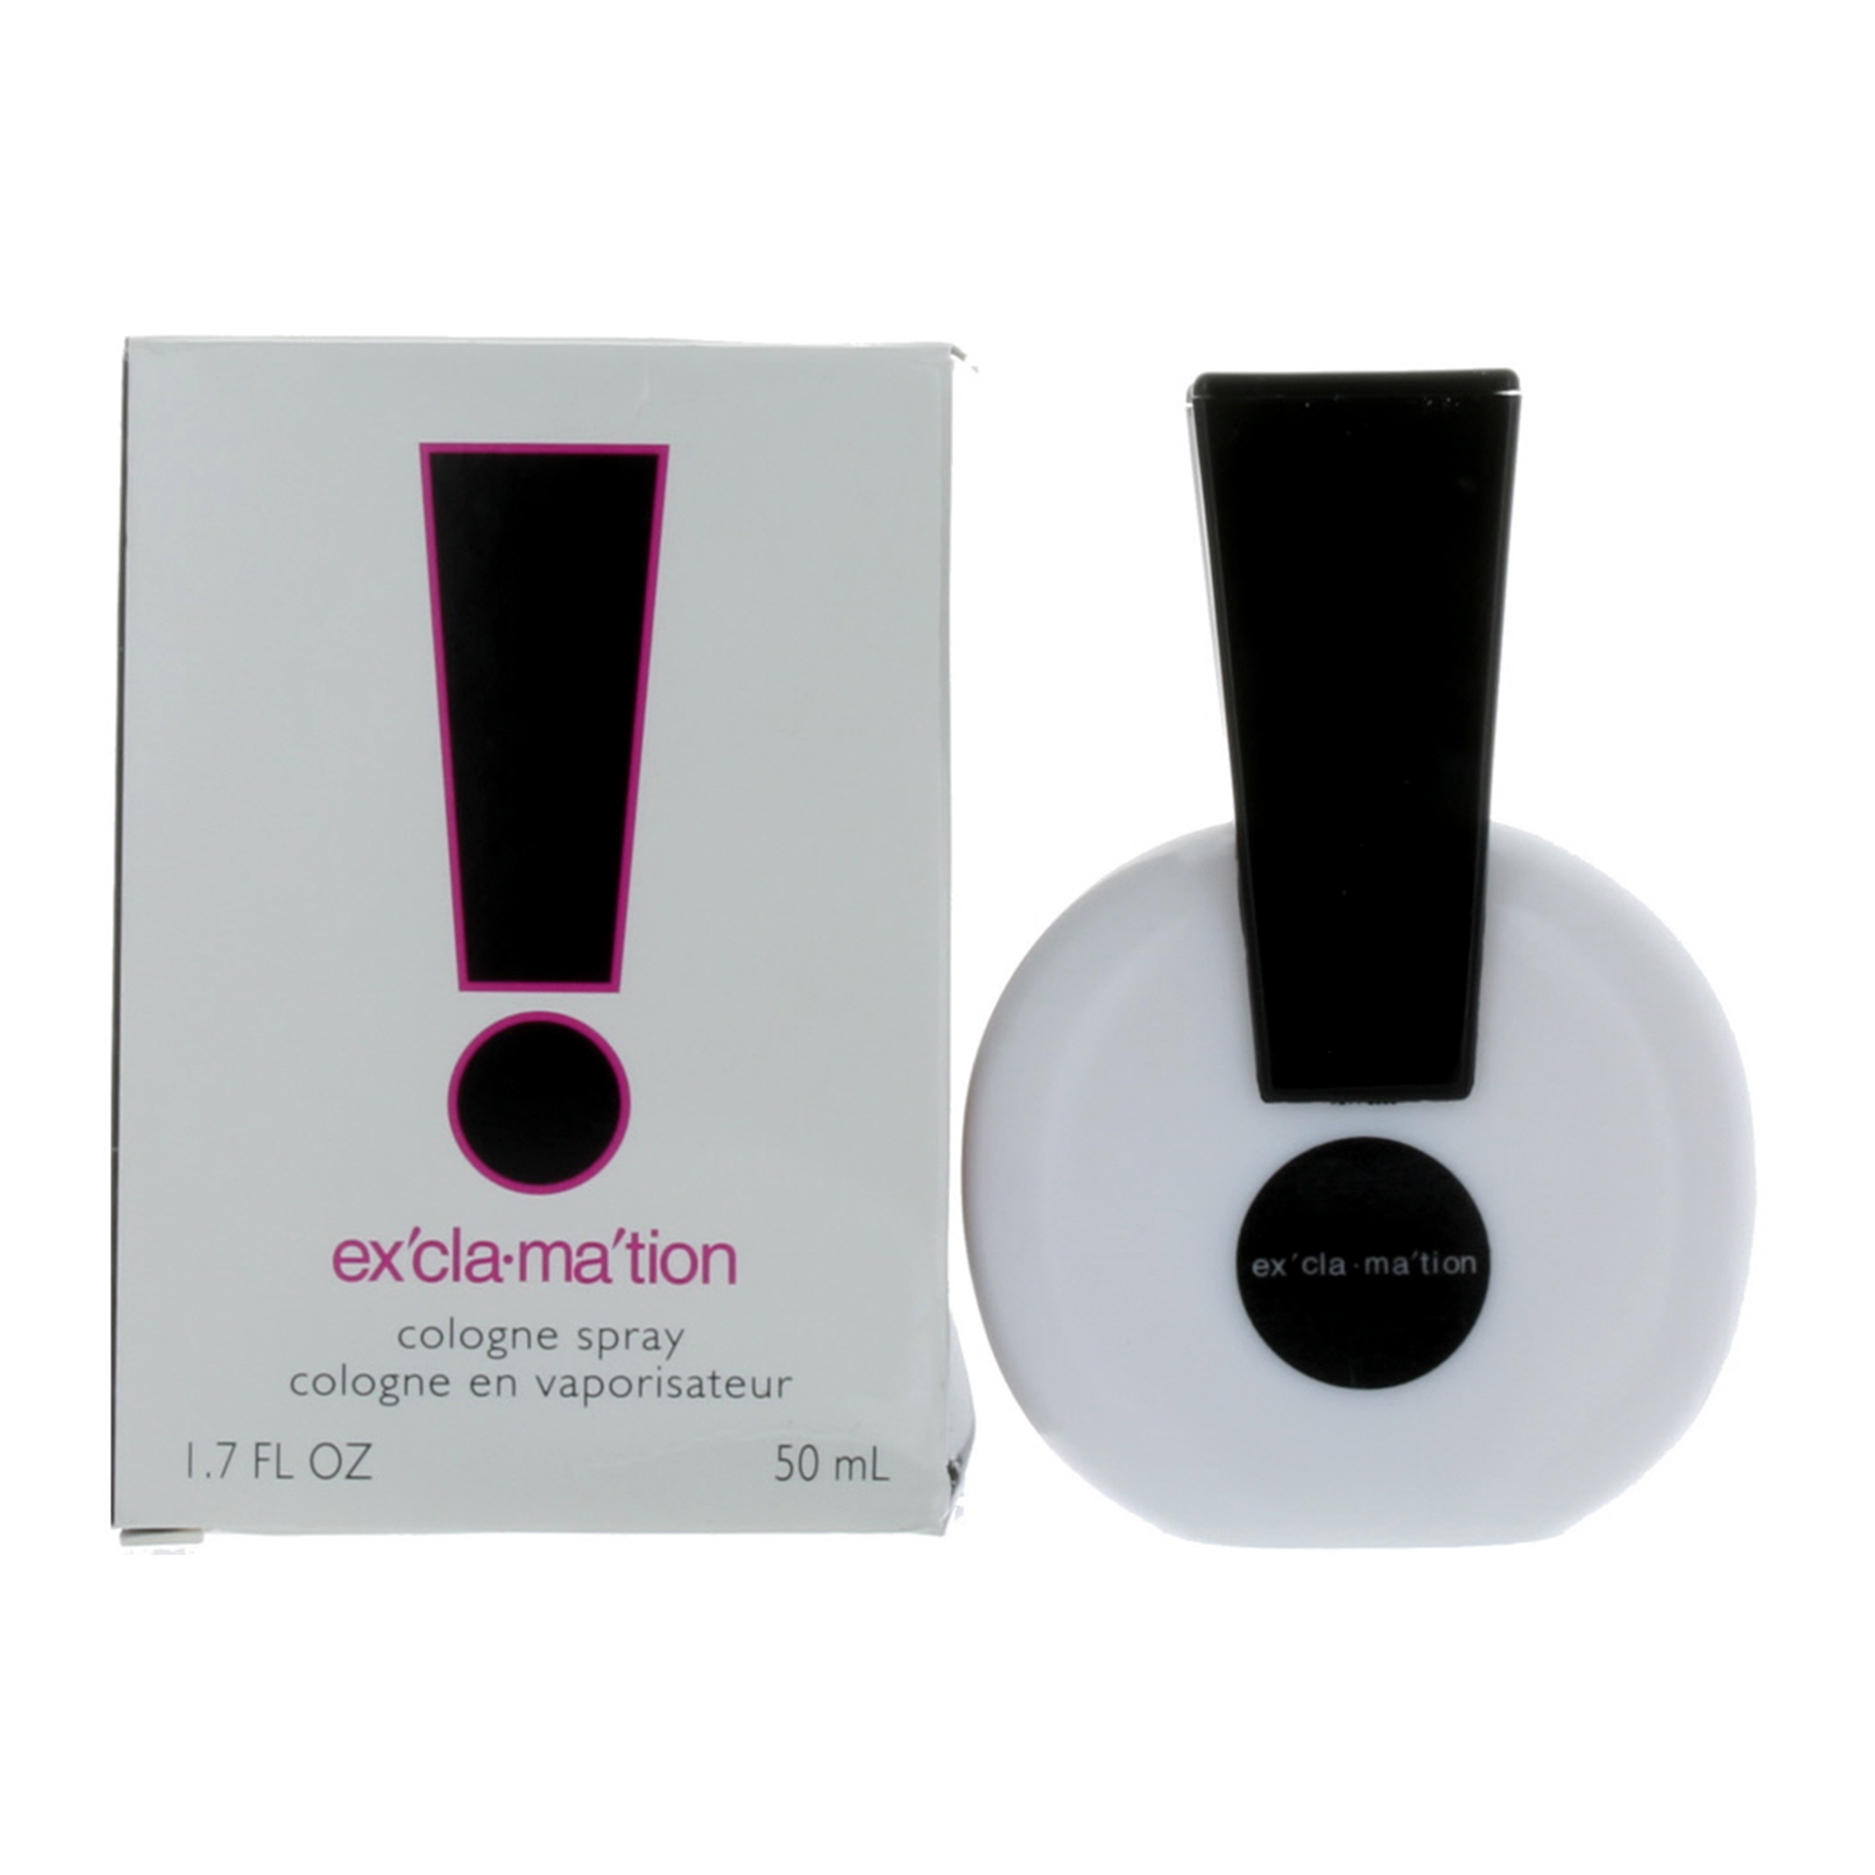 !
ex′cla·ma′tion
cologne spray
cologne en vaporisateur
1.7 FL OZ 50 mL
ex′cla·ma′tion